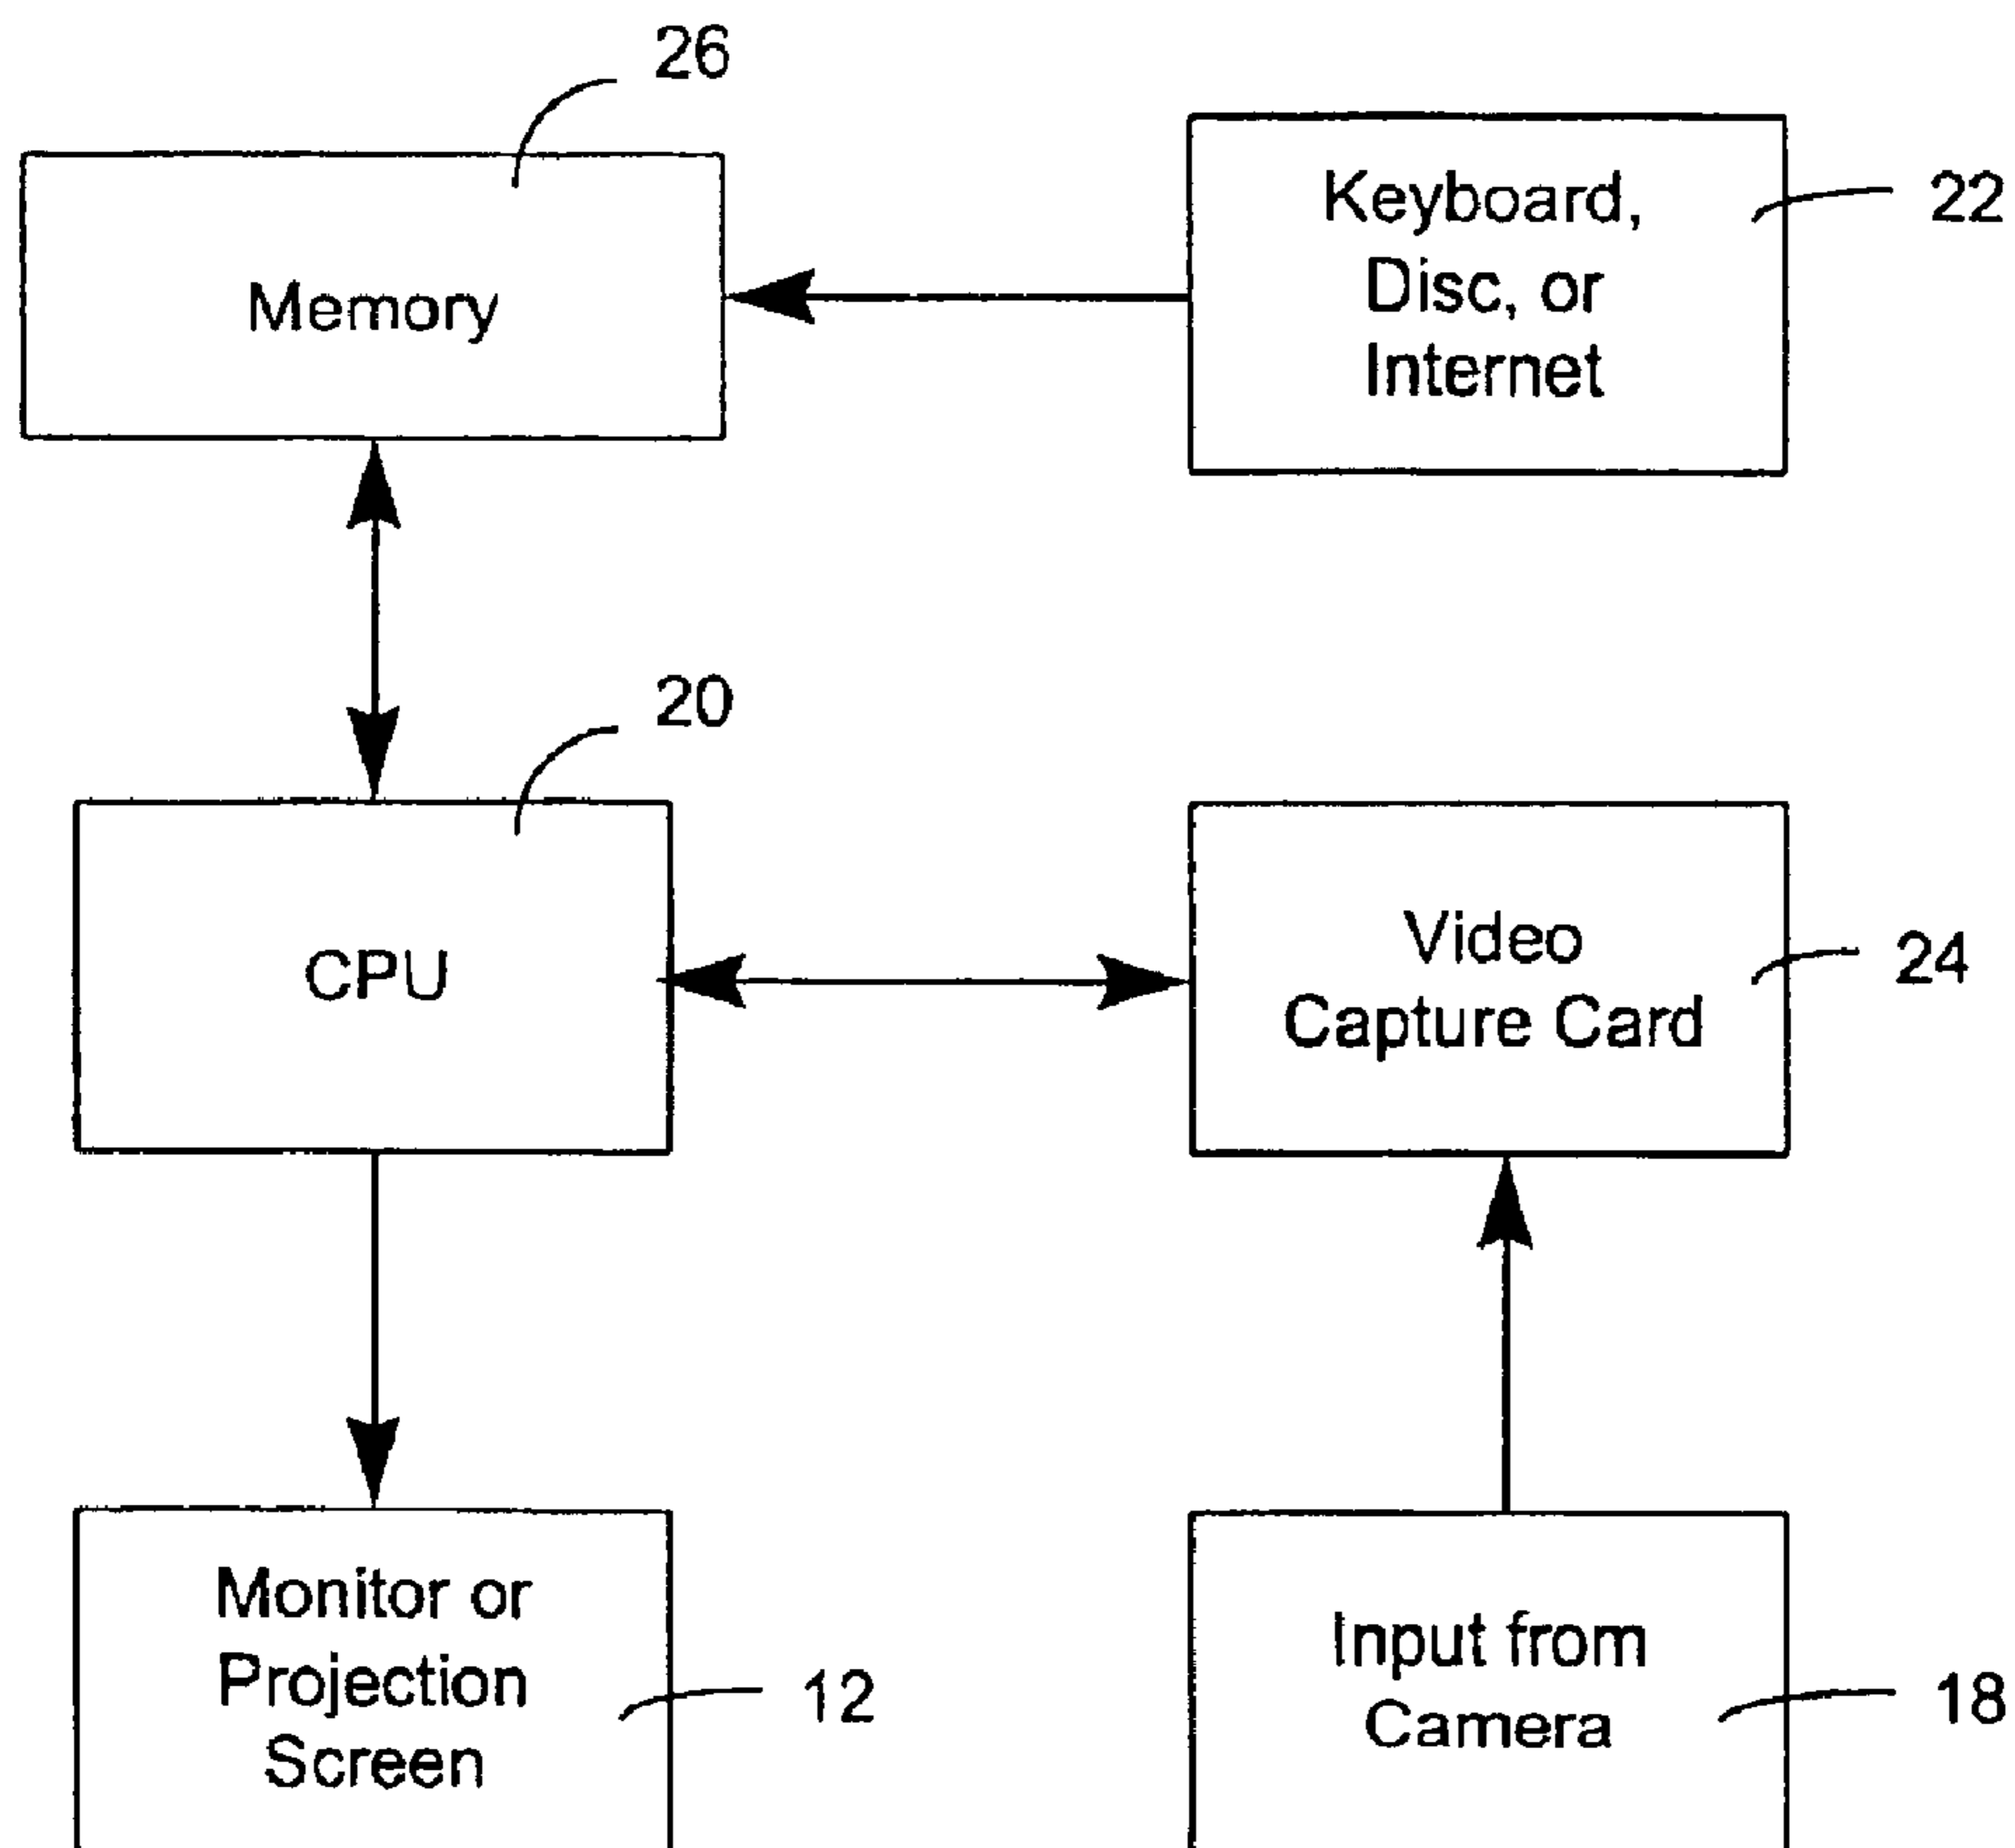 26
Memory
Keyboard,
Disc, or
Internet
22
20
CPU
Video
Capture Card
24
Monitor or
Projection
Screen
12
Input from
Camera
18